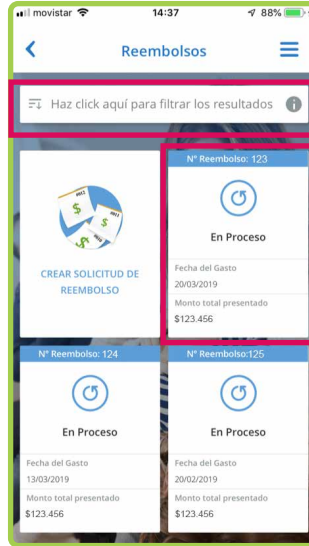 movistar 14:37 88%
Reembolsos
Haz click aquí para filtrar los resultados
CREAR SOLICITUD DE
REEMBOLSO
N° Reembolso: 123
En Proceso
Fecha del Gasto
20/03/2019
Monto total presentado
$123.456
N° Reembolso: 124
En Proceso
Fecha del Gasto
13/03/2019
Monto total presentado
$123.456
N° Reembolso:125
En Proceso
Fecha del Gasto
20/02/2019
Monto total presentado
$123.456